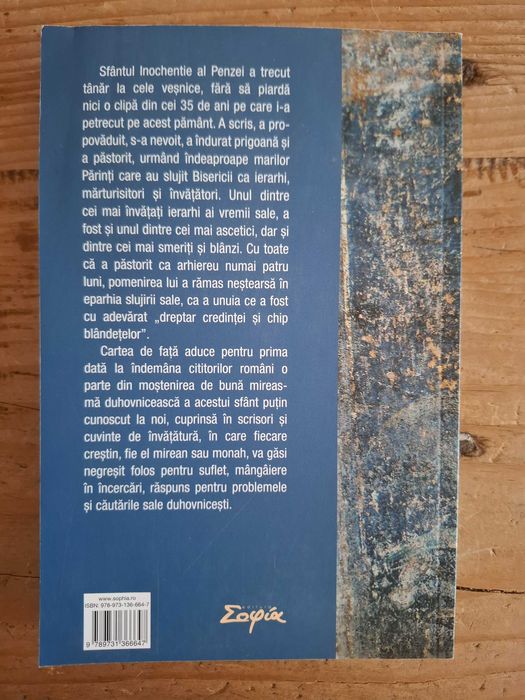 Sfântul Inochentie al Penzei a trecut
tânăr la cele veșnice, fără să piardă
nici o clipă din cei 35 de ani pe care i-a
petrecut pe acest pământ. A scris, a pro-
povăduit, s-a nevoit, a îndurat prigoană și
a păstorit, urmând îndeaproape marilor
Părinți care au slujit Bisericii ca ierarhi,
mărturisitori și învățători. Unul dintre
cei mai învățați ierarhi ai vremii sale, a
fost și unul dintre cei mai ascetici, dar și
dintre cei mai smeriți și blânzi. Cu toate
că a păstorit ca arhiereu numai patru
luni, pomenirea lui a rămas neștearsă în
eparhia slujirii sale, ca a unuia ce a fost
cu adevărat „dreptar credinței și chip
blândețelor”.
Cartea de față aduce pentru prima
dată la îndemâna cititorilor români o
parte din moștenirea de bună mireas-
mă duhovnicească a acestui sfânt puțin
cunoscut la noi, cuprinsă în scrisori și
cuvinte de învățătură, în care fiecare
creștin, fie el mirean sau monah, va găsi
negreșit folos pentru suflet, mângâiere
în încercări, răspuns pentru problemele
și căutările sale duhovnicești.
www.sophia.ro
ISBN: 978-973-136-664-7
9 789731 366647
editura
Σοφία